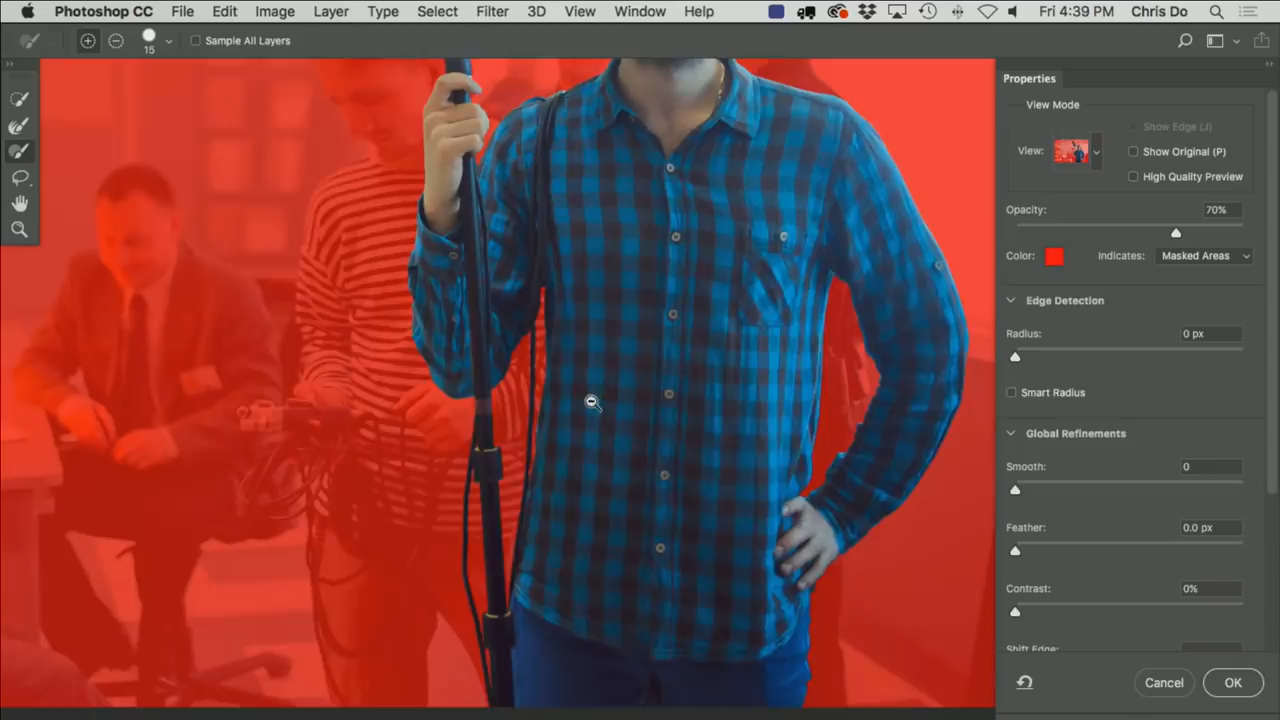 Photoshop CC File Edit Image Layer Type Select Filter 3D View Window Help Fri 4:39 PM Chris Do
15 Sample All Layers
Properties
View Mode
Show Edge (J)
View: Show Original (P)
High Quality Preview
Opacity: 70%
Color: Indicates: Masked Areas
Edge Detection
Radius: 0 px
Smart Radius
Global Refinements
Smooth: 0
Feather: 0.0 px
Contrast: 0%
Shift Edge:
Cancel OK